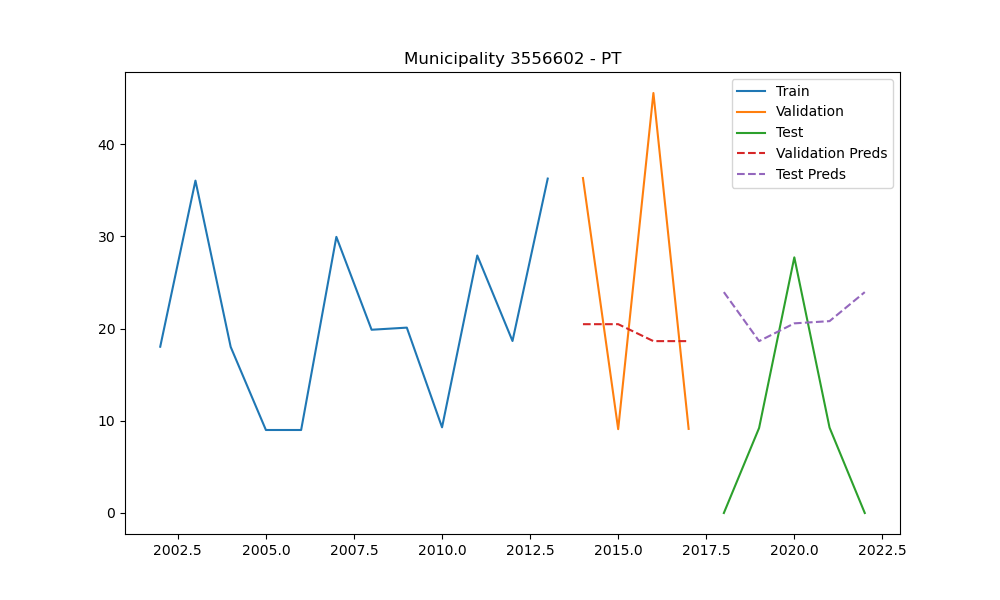 Municipality 3556602 - PT
Train
Validation
Test
Validation Preds
Test Preds
40
30
20
10
0
2002.5 2005.0 2007.5 2010.0 2012.5 2015.0 2017.5 2020.0 2022.5